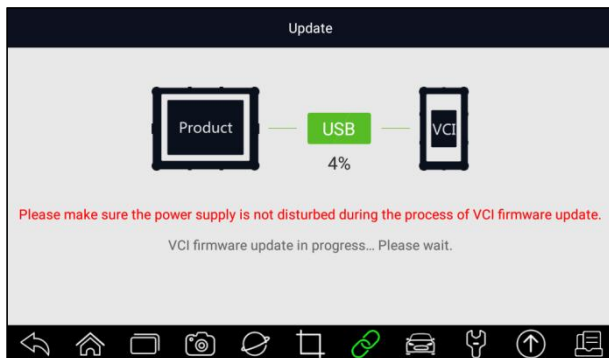 Update
Product
USB
VCI
4%
Please make sure the power supply is not disturbed during the process of VCI firmware update.
VCI firmware update in progress... Please wait.